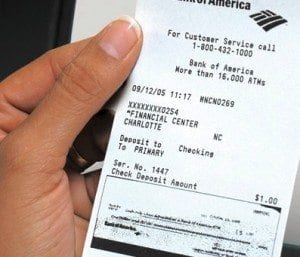 of America
For Customer Service call
1-800-432-1000
Bank of America
More than 16,000 ATMs
09/12/05 11:17 MNCN0269
XXXXXXXX0254
*FINANCIAL CENTER
CHARLOTTE NC
Deposit to Checking
To PRIMARY
Ser. No. 1447
Check Deposit Amount
$1.00